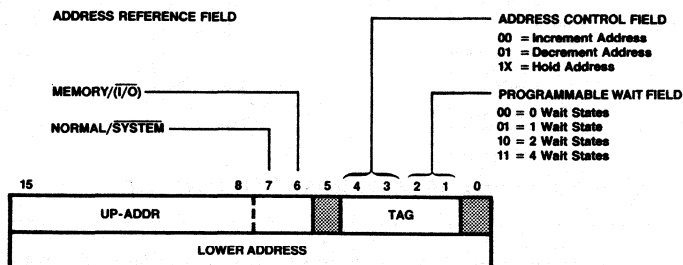 ADDRESS REFERENCE FIELD
ADDRESS CONTROL FIELD
00 = Increment Address
01 = Decrement Address
1X = Hold Address
MEMORY/(I/O)
PROGRAMMABLE WAIT FIELD
NORMAL/SYSTEM
00 = 0 Wait States
01 = 1 Wait State
10 = 2 Wait States
11 = 4 Wait States
15 8 7 6 5 4 3 2 1 0
UP-ADDR TAG
LOWER ADDRESS